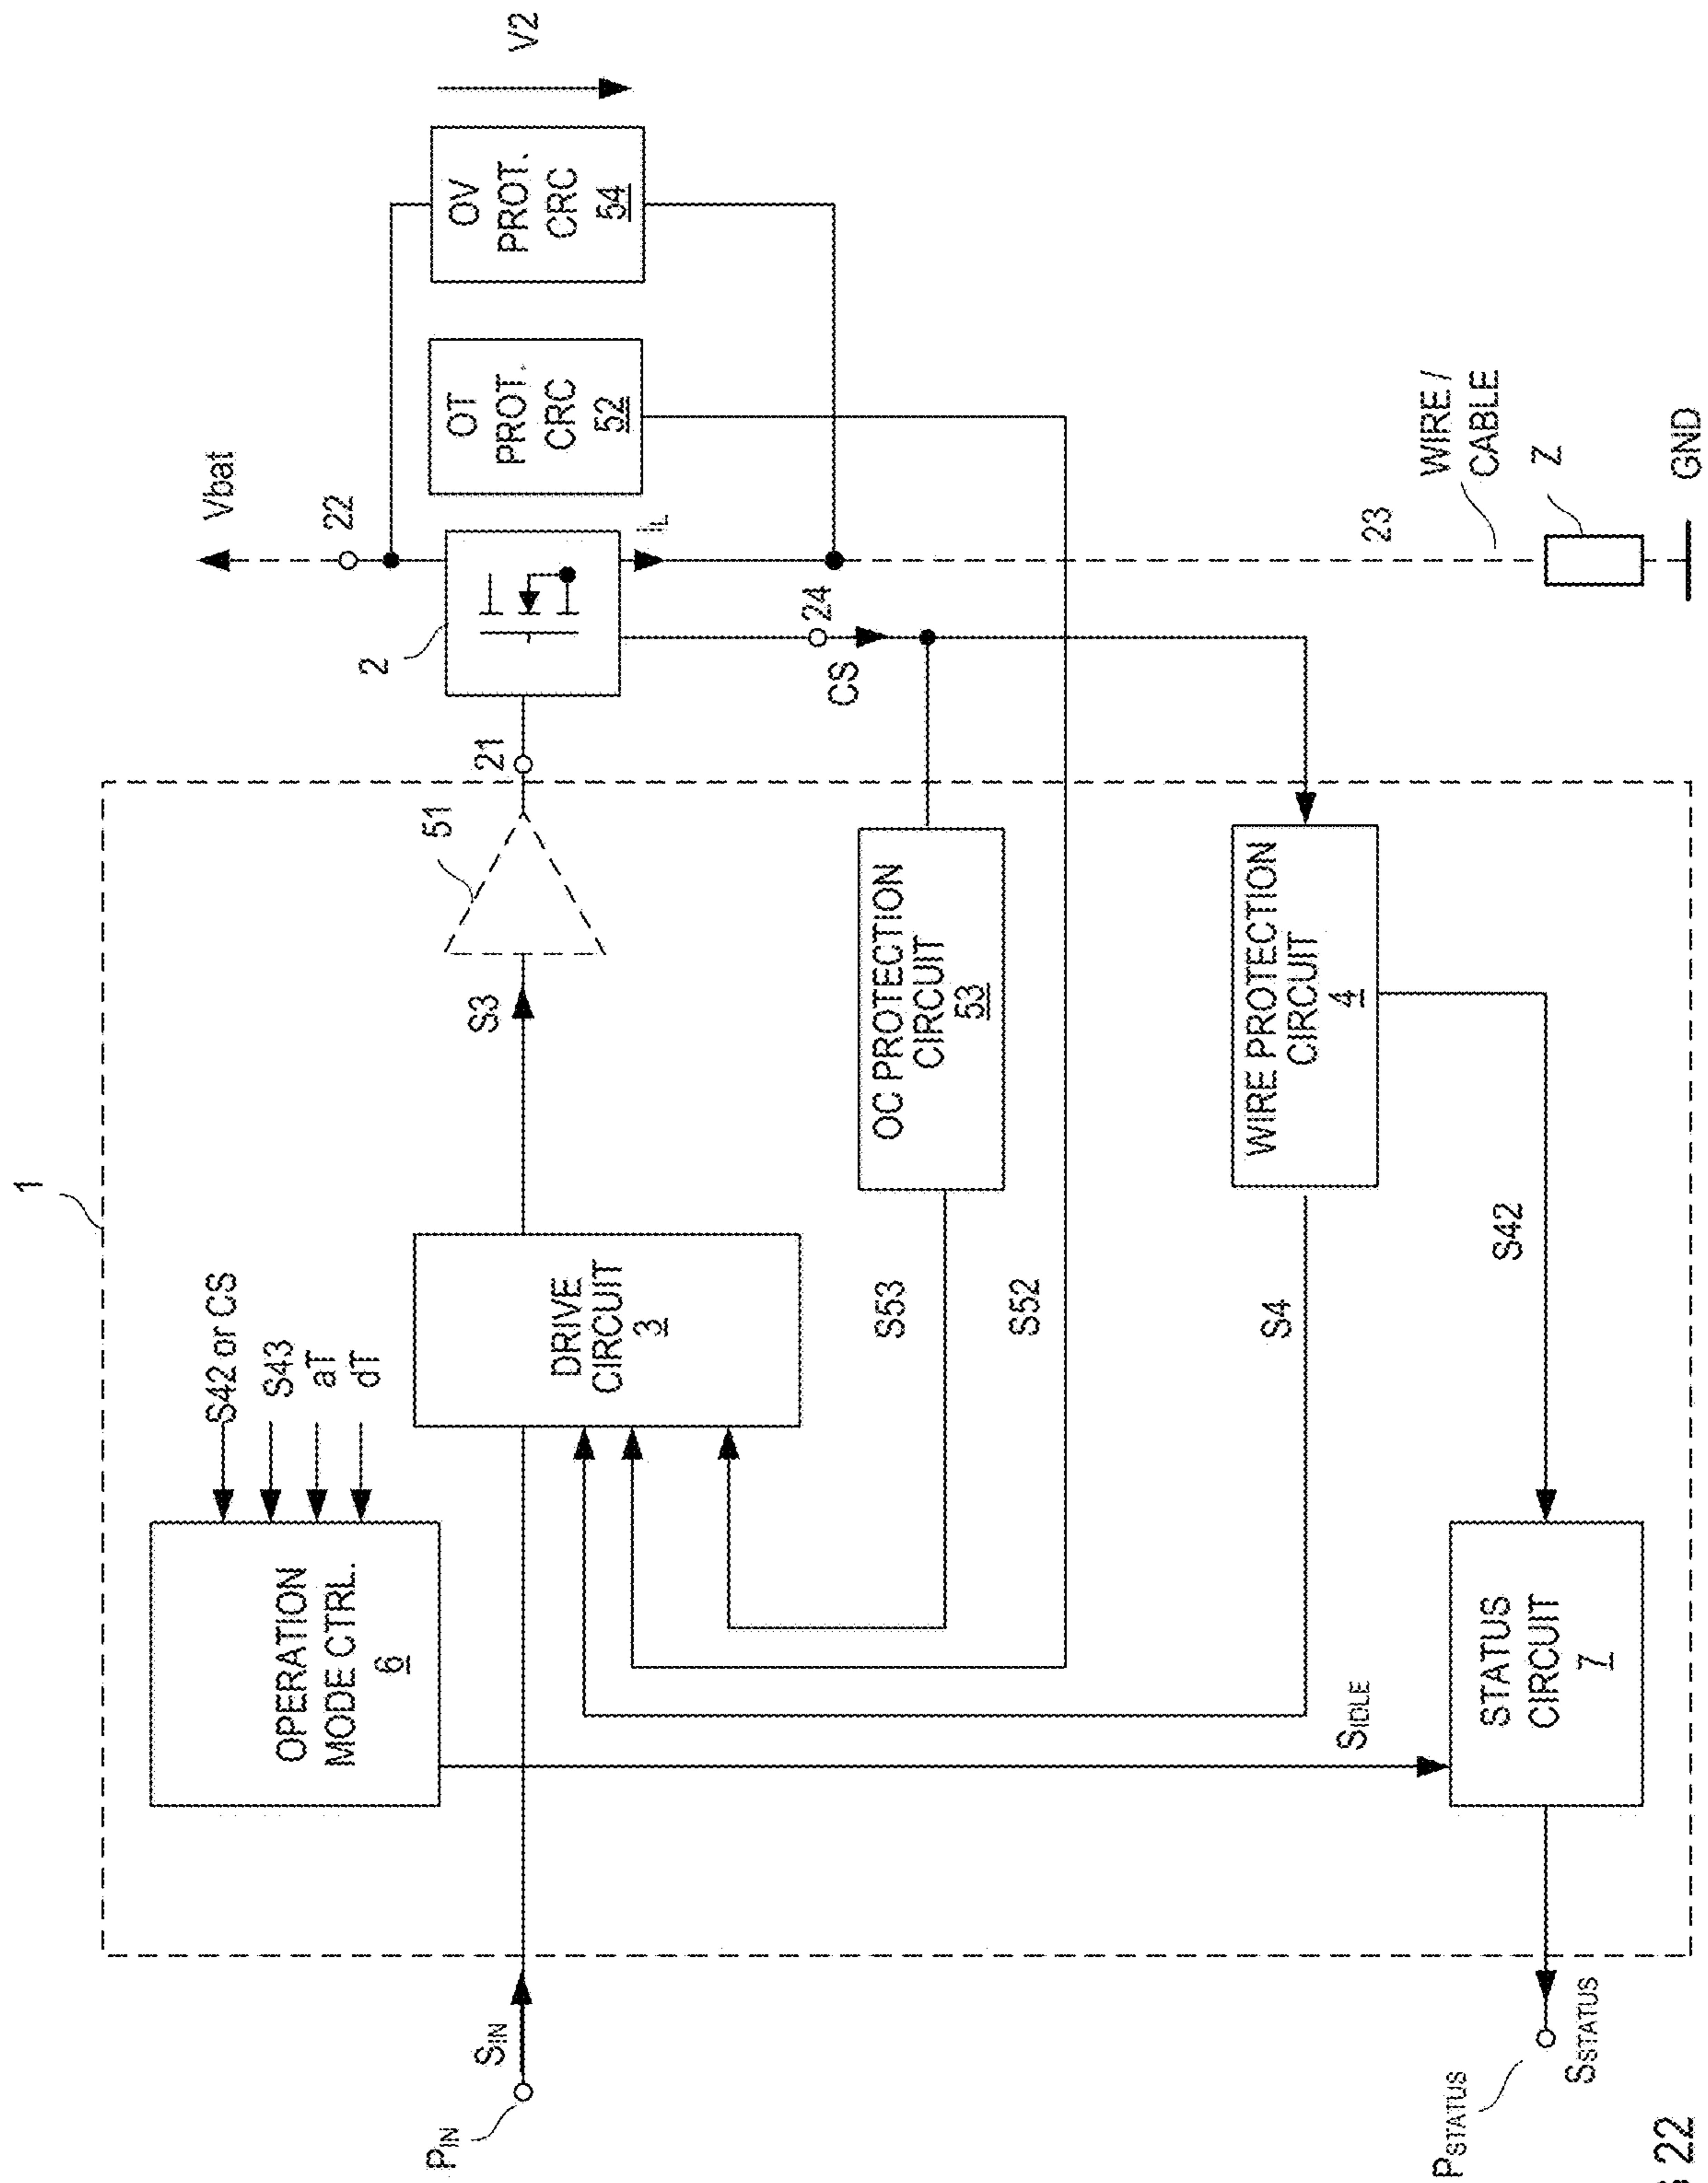 1
Vbat
22
V2
OPERATION
MODE CTRL.
6
S42 or CS
S43
aT
dT
PIN
SIN
DRIVE
CIRCUIT
3
S3
51
21
2
iL
OT
PROT.
CRC
52
OV
PROT.
CRC
54
24
CS
OC PROTECTION
CIRCUIT
53
S53
S52
WIRE PROTECTION
CIRCUIT
4
S4
S42
SIDLE
STATUS
CIRCUIT
7
PSTATUS
SSTATUS
23
WIRE /
CABLE
Z
GND
22